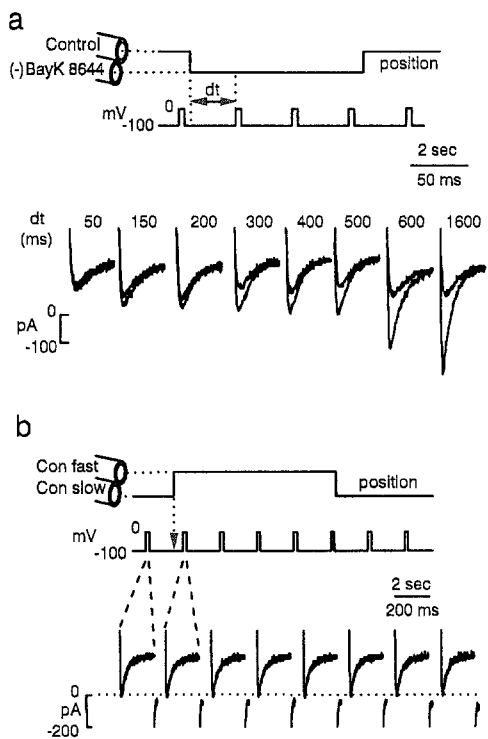 a
Control
(-)BayK 8644
position
dt
mV
0
-100
2 sec
50 ms
dt 50 150 200 300 400 500 600 1600
(ms)
0
pA
-100
b
Con fast
Con slow
position
0
mV
-100
2 sec
200 ms
0
pA
-200